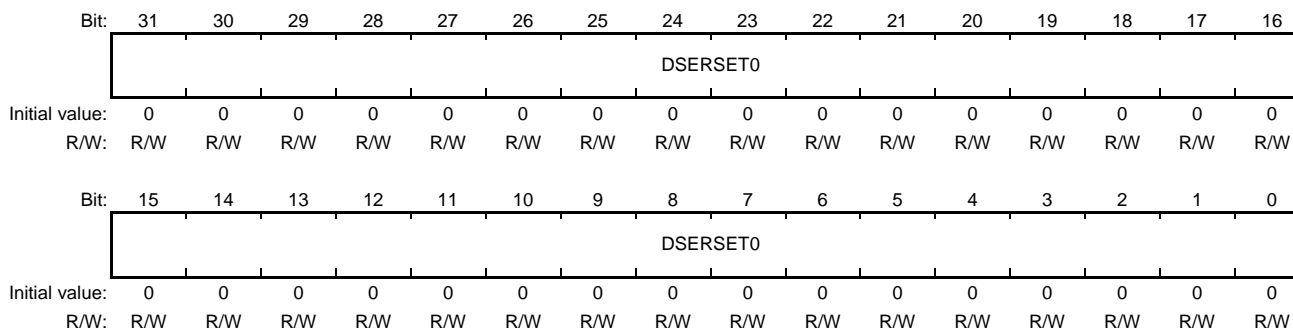 Bit: 31 30 29 28 27 26 25 24 23 22 21 20 19 18 17 16
DSERSET0
Initial value: 0 0 0 0 0 0 0 0 0 0 0 0 0 0 0 0
R/W: R/W R/W R/W R/W R/W R/W R/W R/W R/W R/W R/W R/W R/W R/W R/W R/W
Bit: 15 14 13 12 11 10 9 8 7 6 5 4 3 2 1 0
DSERSET0
Initial value: 0 0 0 0 0 0 0 0 0 0 0 0 0 0 0 0
R/W: R/W R/W R/W R/W R/W R/W R/W R/W R/W R/W R/W R/W R/W R/W R/W R/W